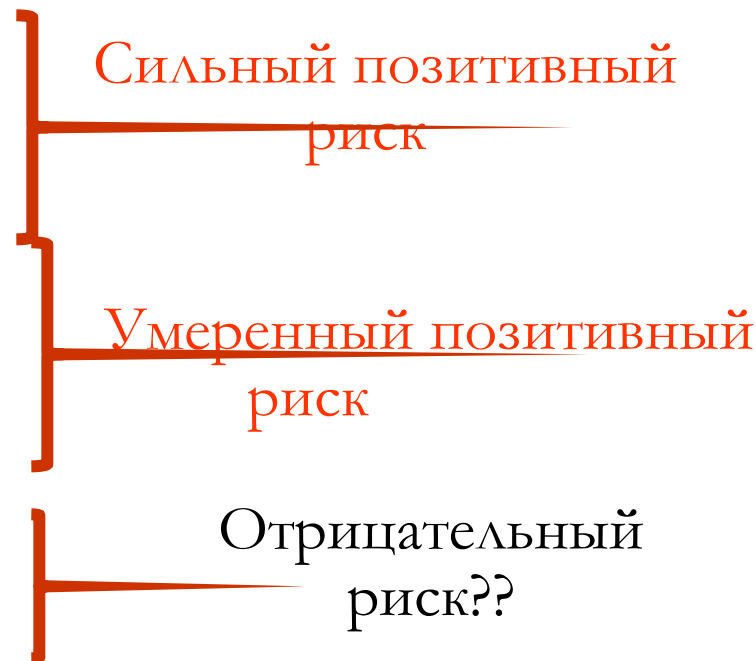 Сильный позитивный
риск
Умеренный позитивный
риск
Отрицательный
риск??